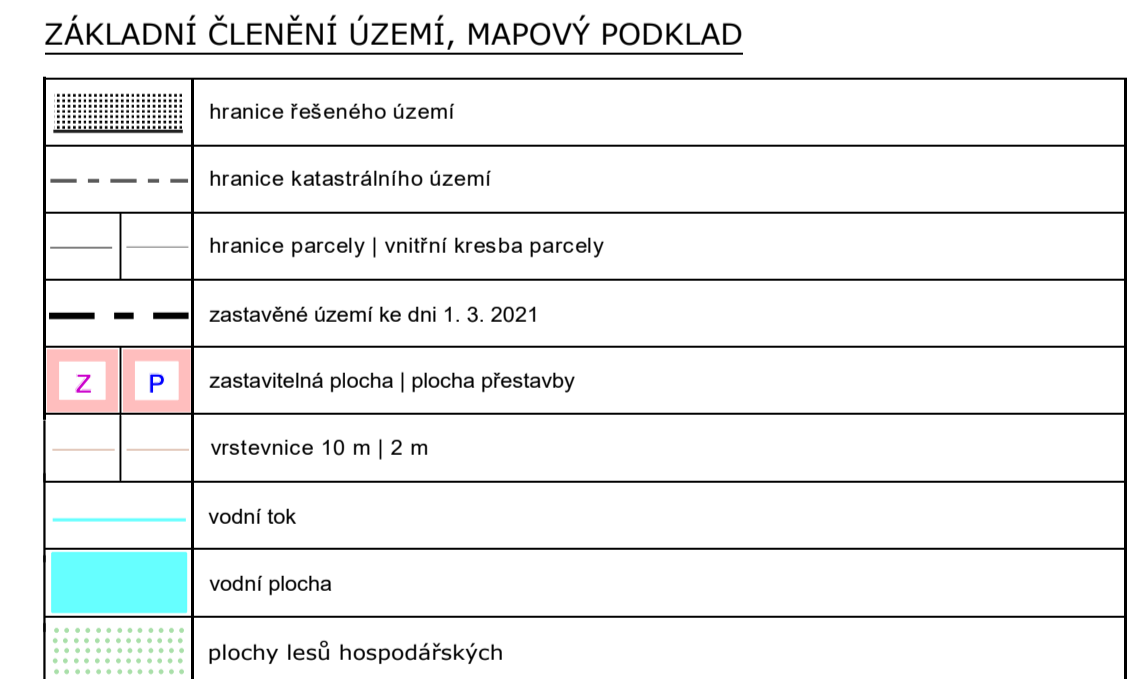 ZÁKLADNÍ ČLENĚNÍ ÚZEMÍ, MAPOVÝ PODKLAD
hranice řešeného území
hranice katastrálního území
hranice parcely | vnitřní kresba parcely
zastavěné území ke dni 1. 3. 2021
Z P zastavitelná plocha | plocha přestavby
vrstevnice 10 m | 2 m
vodní tok
vodní plocha
plochy lesů hospodářských